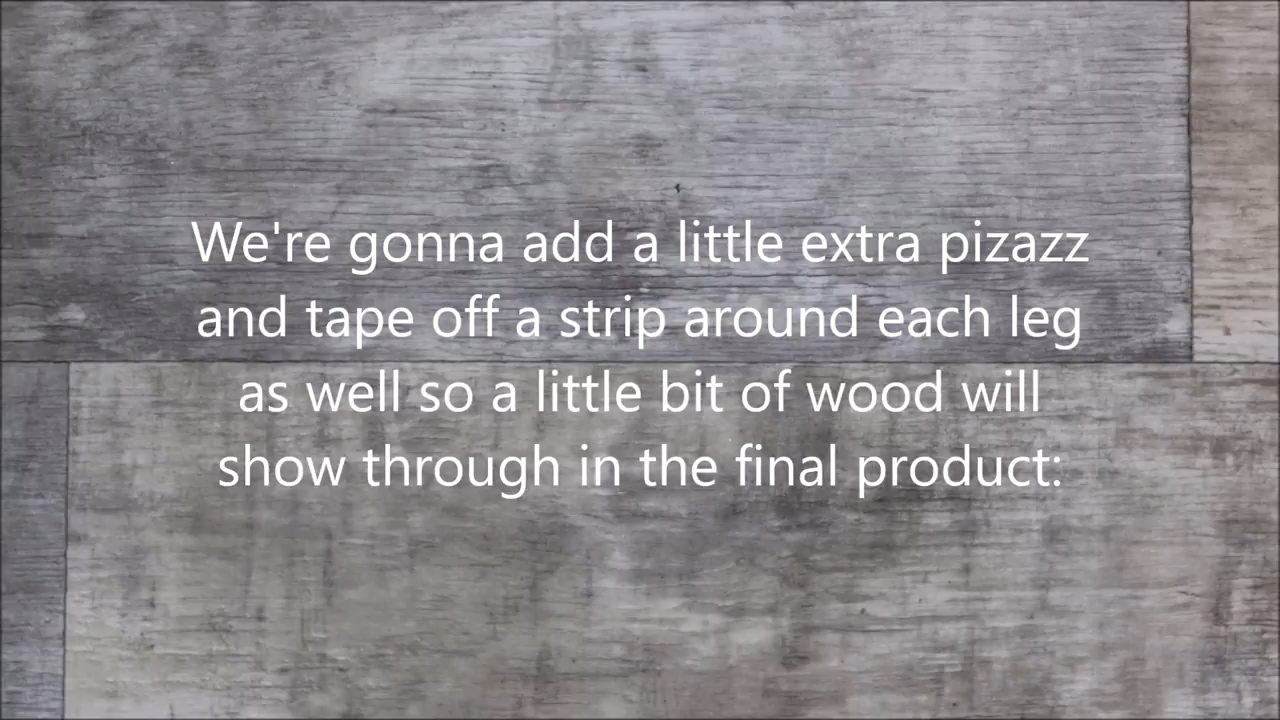 We're gonna add a little extra pizazz
and tape off a strip around each leg
as well so a little bit of wood will
show through in the final product: